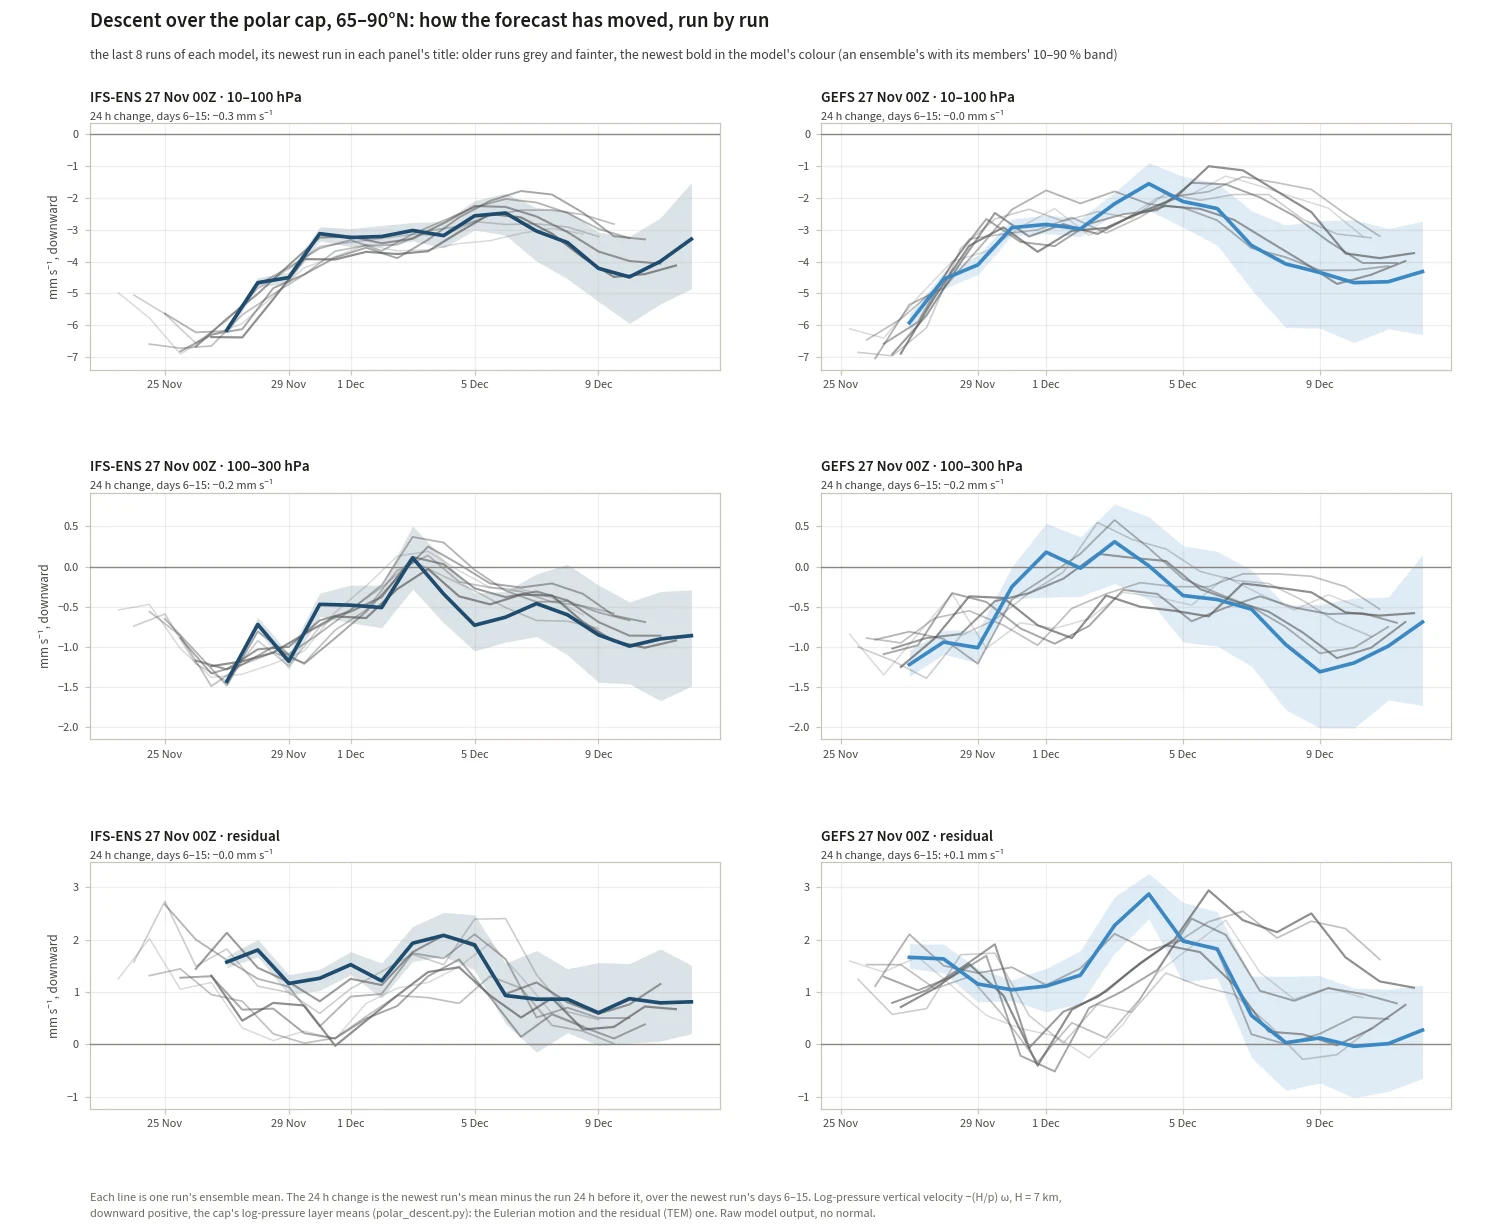 Descent over the polar cap, 65–90°N: how the forecast has moved, run by run
the last 8 runs of each model, its newest run in each panel's title: older runs grey and fainter, the newest bold in the model's colour (an ensemble's with its members' 10–90 % band)
IFS-ENS 27 Nov 00Z · 10–100 hPa
24 h change, days 6–15: −0.3 mm s⁻¹
0
−1
−2
−3
−4
−5
−6
−7
mm s⁻¹, downward
25 Nov
29 Nov
1 Dec
5 Dec
9 Dec
GEFS 27 Nov 00Z · 10–100 hPa
24 h change, days 6–15: −0.0 mm s⁻¹
0
−1
−2
−3
−4
−5
−6
−7
25 Nov
29 Nov
1 Dec
5 Dec
9 Dec
IFS-ENS 27 Nov 00Z · 100–300 hPa
24 h change, days 6–15: −0.2 mm s⁻¹
0.5
0.0
−0.5
−1.0
−1.5
−2.0
mm s⁻¹, downward
25 Nov
29 Nov
1 Dec
5 Dec
9 Dec
GEFS 27 Nov 00Z · 100–300 hPa
24 h change, days 6–15: −0.2 mm s⁻¹
0.5
0.0
−0.5
−1.0
−1.5
−2.0
25 Nov
29 Nov
1 Dec
5 Dec
9 Dec
IFS-ENS 27 Nov 00Z · residual
24 h change, days 6–15: −0.0 mm s⁻¹
3
2
1
0
−1
mm s⁻¹, downward
25 Nov
29 Nov
1 Dec
5 Dec
9 Dec
GEFS 27 Nov 00Z · residual
24 h change, days 6–15: +0.1 mm s⁻¹
3
2
1
0
−1
25 Nov
29 Nov
1 Dec
5 Dec
9 Dec
Each line is one run's ensemble mean. The 24 h change is the newest run's mean minus the run 24 h before it, over the newest run's days 6–15. Log-pressure vertical velocity −(H/p) ω, H = 7 km,
downward positive, the cap's log-pressure layer means (polar_descent.py): the Eulerian motion and the residual (TEM) one. Raw model output, no normal.